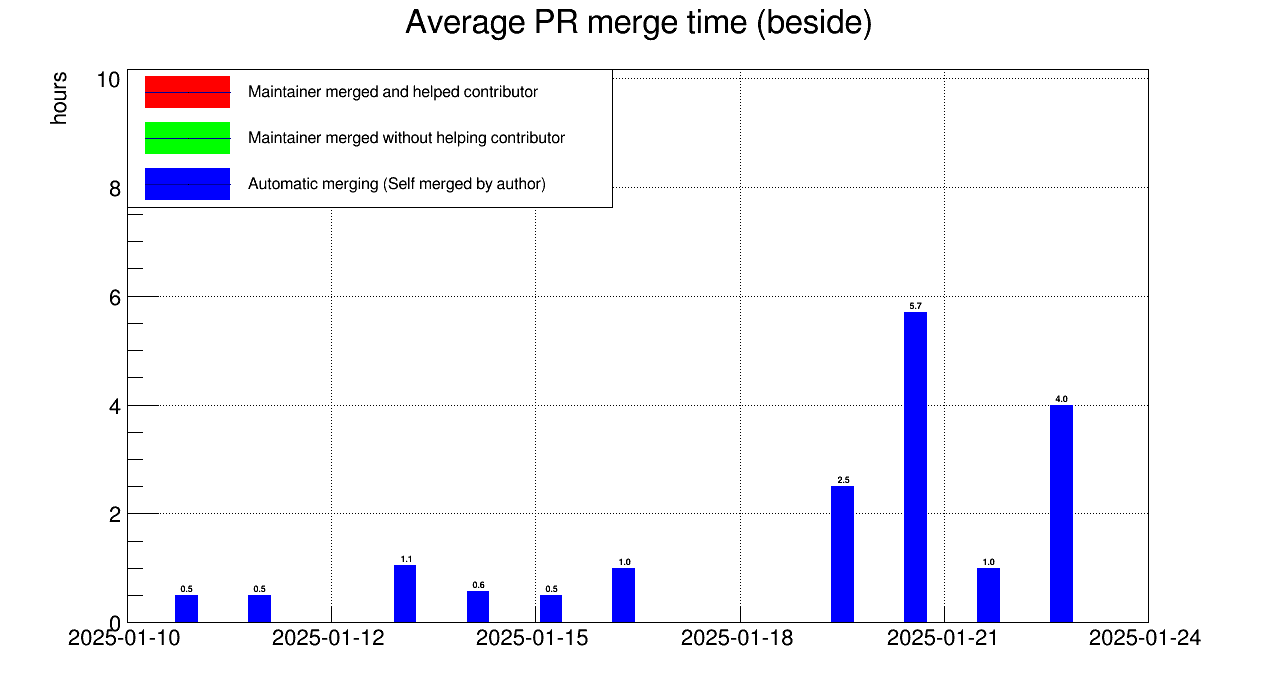 Average PR merge time (beside)
hours
10
8
6
4
2
0
Maintainer merged and helped contributor
Maintainer merged without helping contributor
Automatic merging (Self merged by author)
0.5
0.5
1.1
0.6
0.5
1.0
2.5
5.7
1.0
4.0
2025-01-10 2025-01-12 2025-01-15 2025-01-18 2025-01-21 2025-01-24